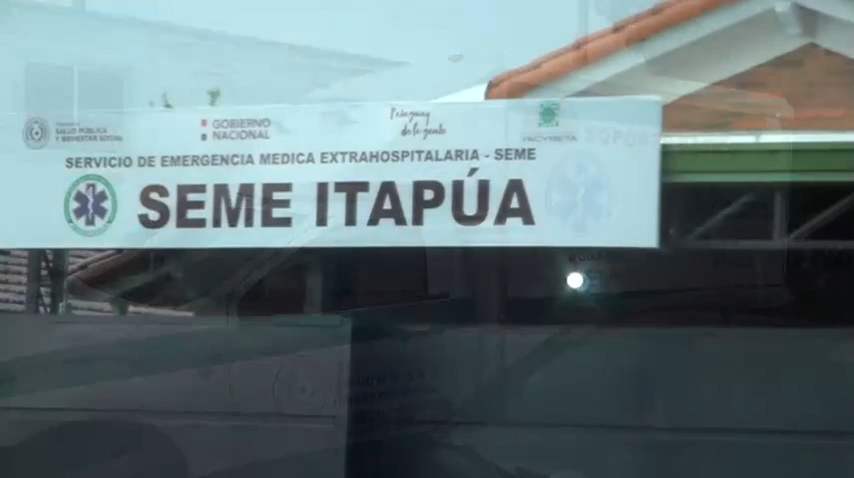 SALUD PÚBLICA
Y BIENESTAR SOCIAL
GOBIERNO
NACIONAL
Paraguay
de la gente
YACYRETA
SOPORT
SERVICIO DE EMERGENCIA MEDICA EXTRAHOSPITALARIA - SEME
SEME ITAPÚA